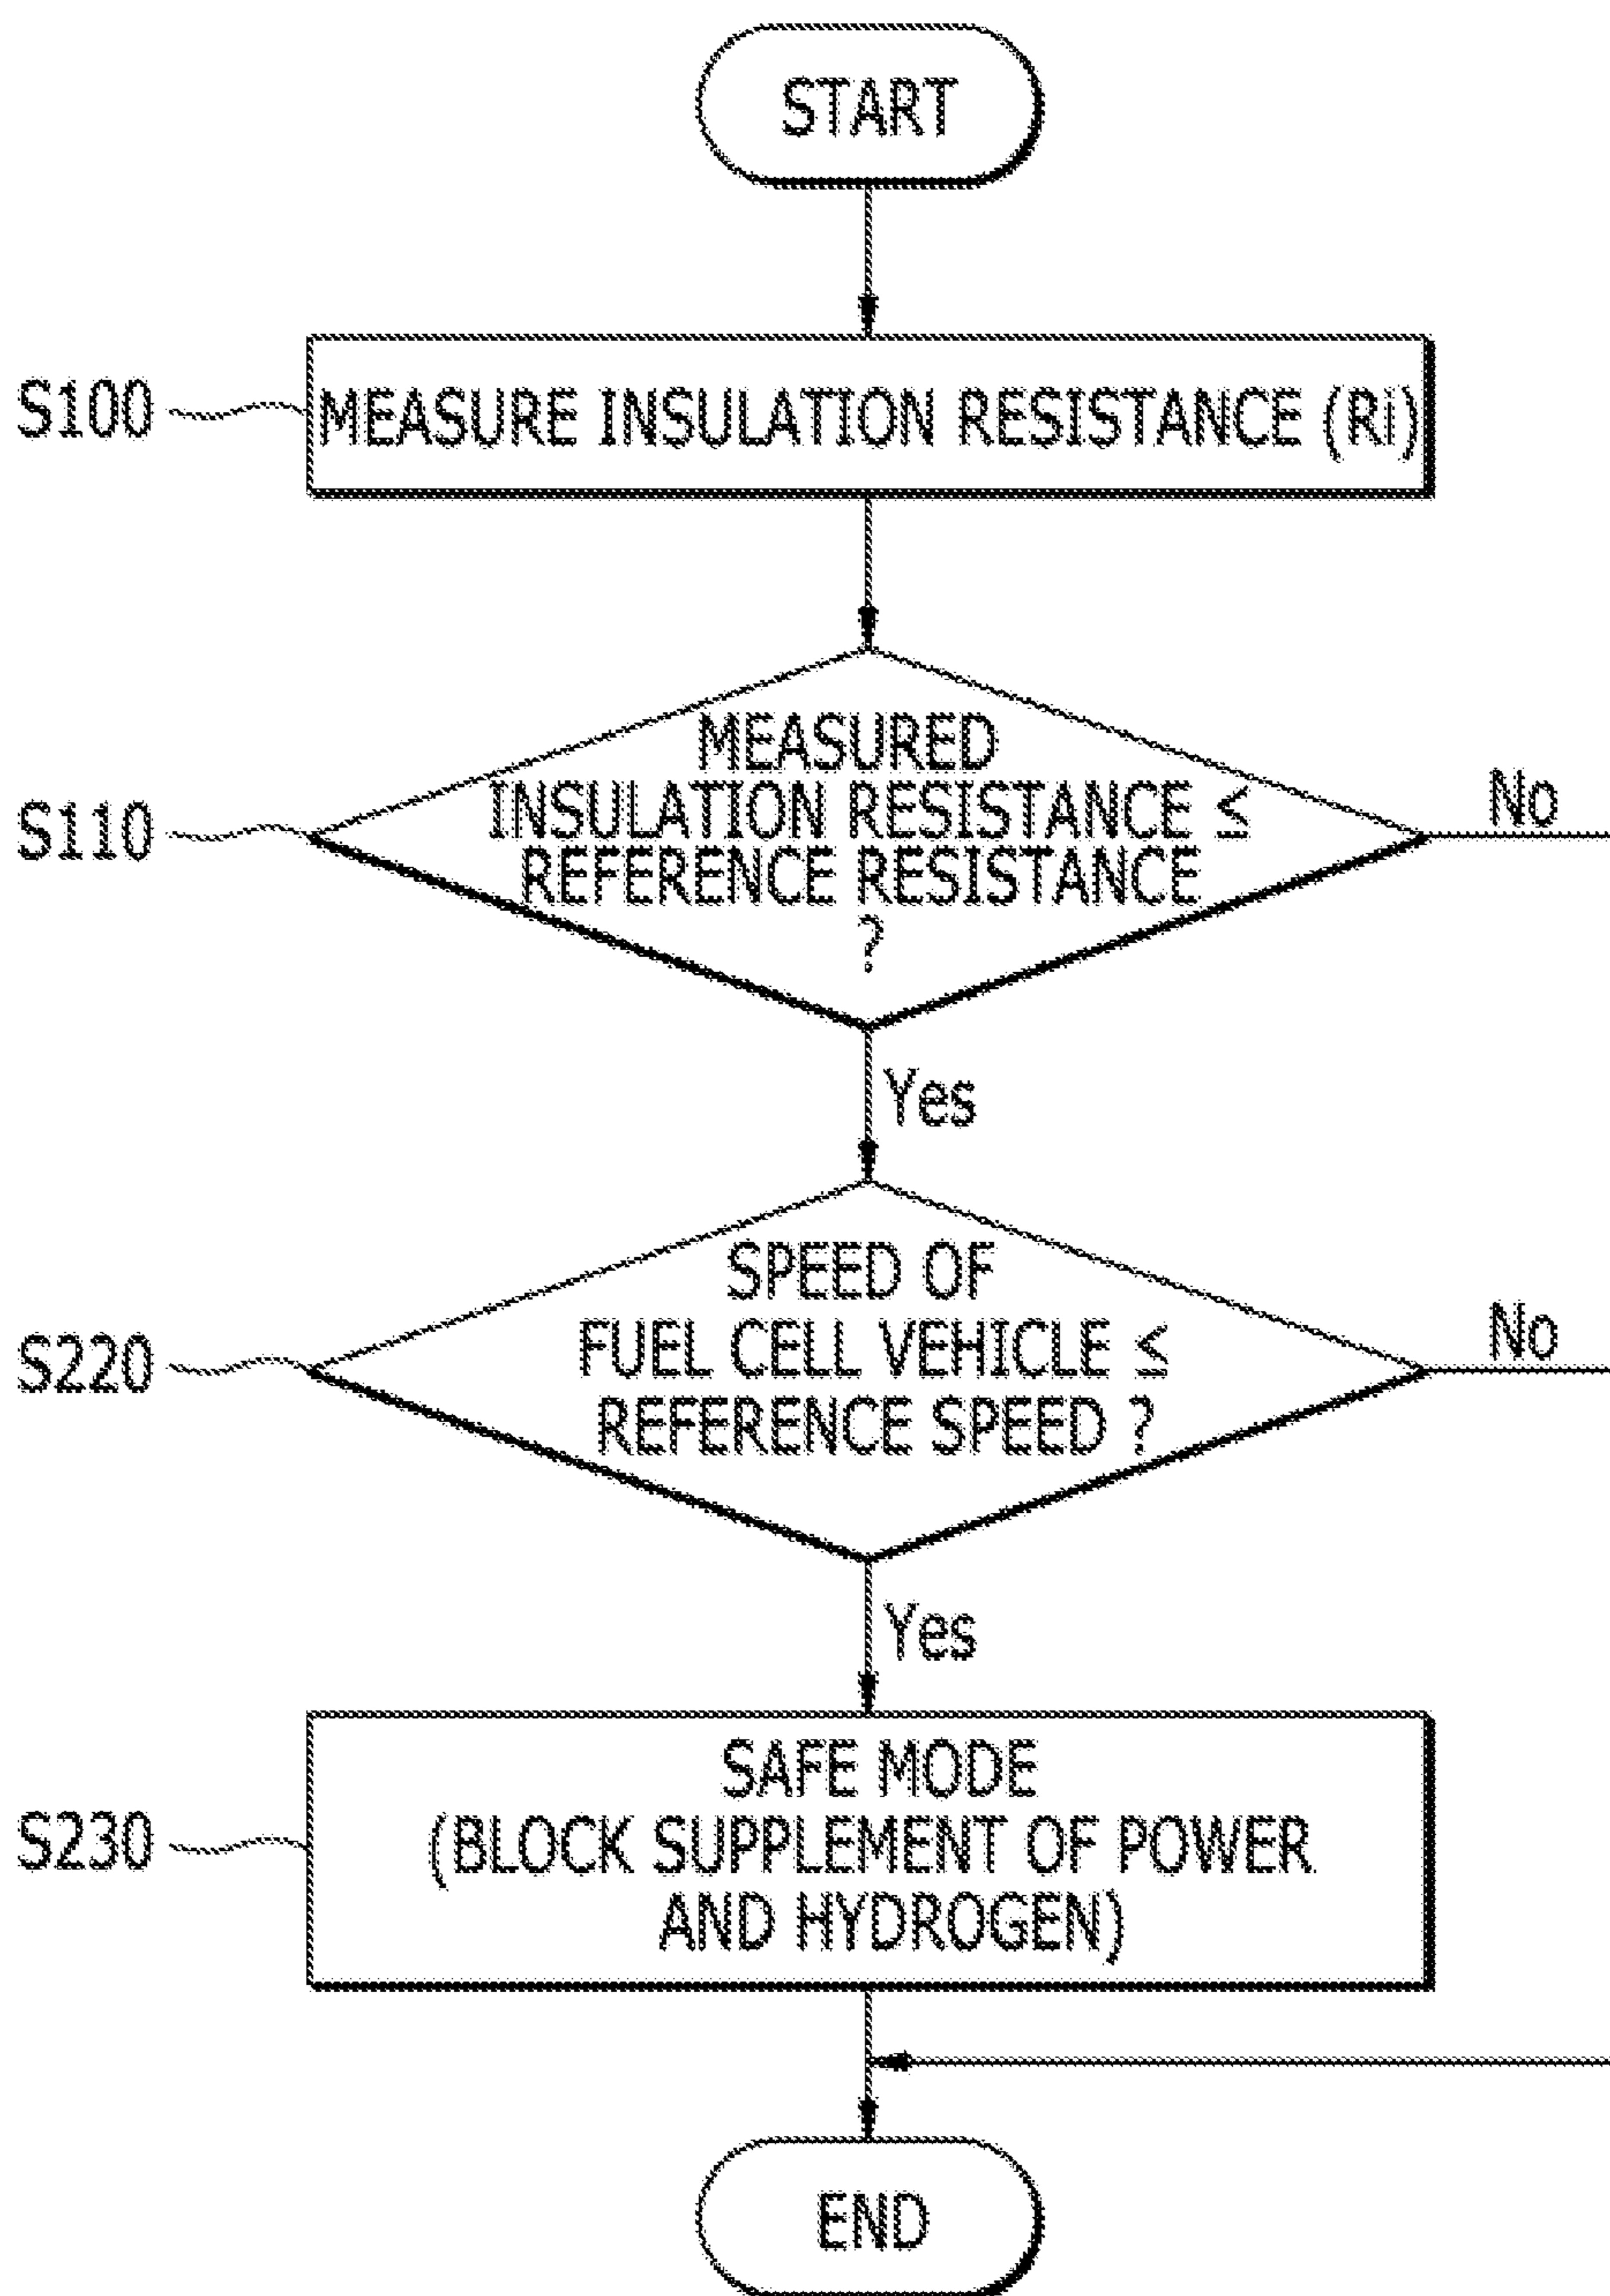 START
S100
MEASURE INSULATION RESISTANCE (Ri)
S110
MEASURED
INSULATION RESISTANCE ≤
REFERENCE RESISTANCE
?
No
Yes
S220
SPEED OF
FUEL CELL VEHICLE ≤
REFERENCE SPEED ?
No
Yes
S230
SAFE MODE
(BLOCK SUPPLEMENT OF POWER
AND HYDROGEN)
END